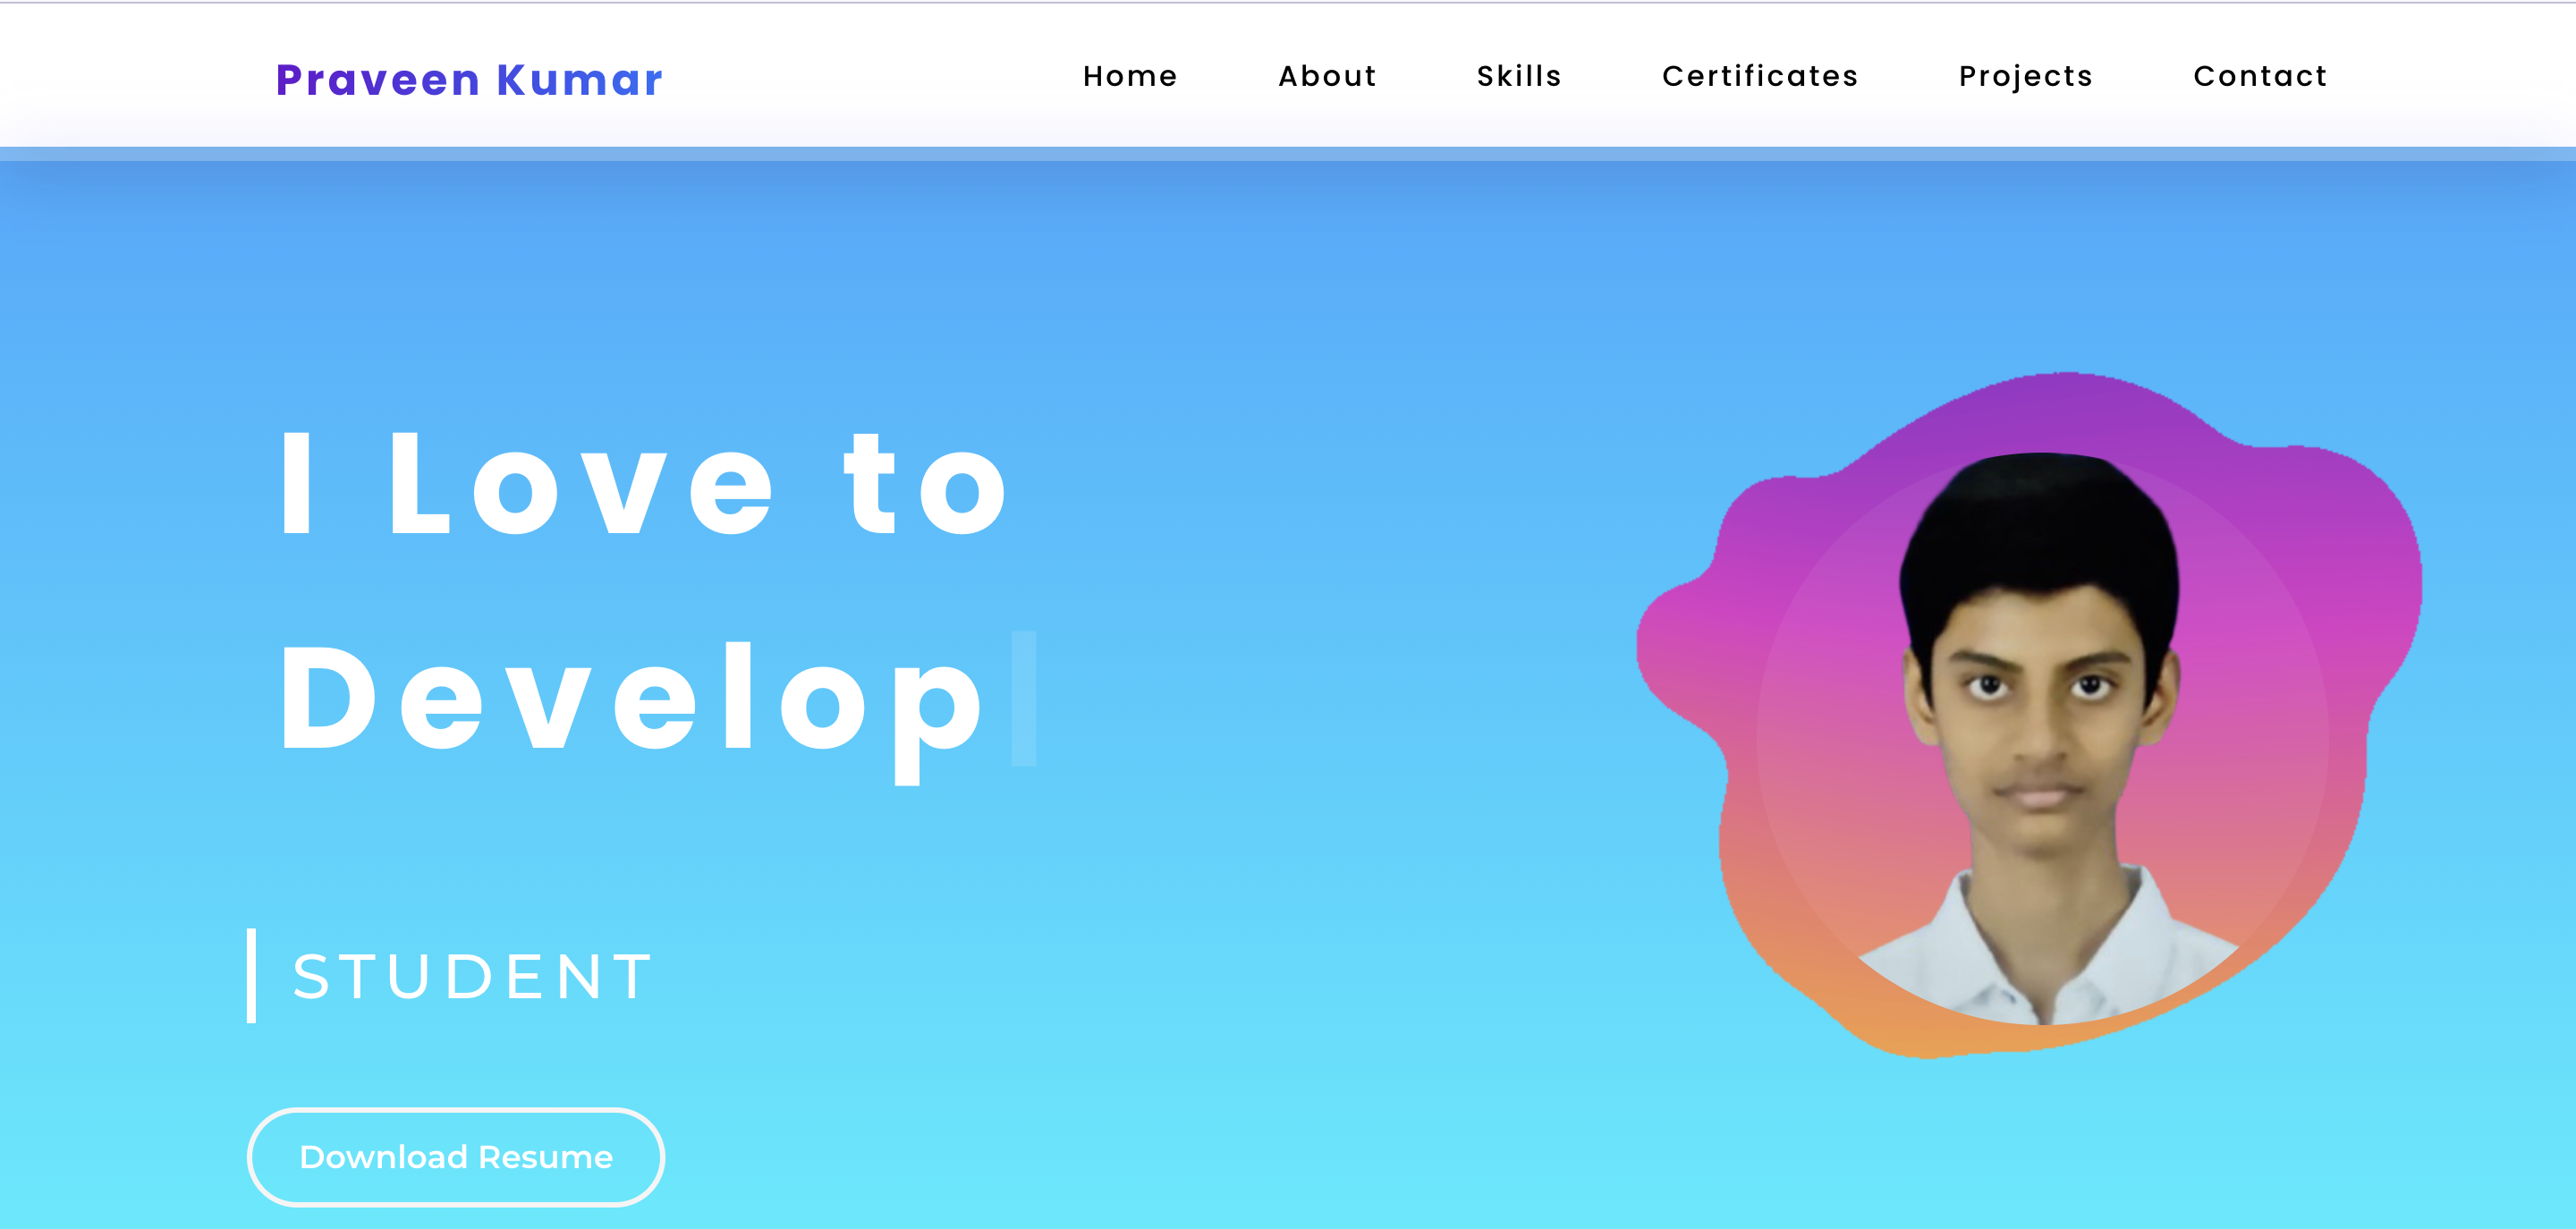 Praveen Kumar
Home About Skills Certificates Projects Contact
I Love to
Develop
STUDENT
Download Resume